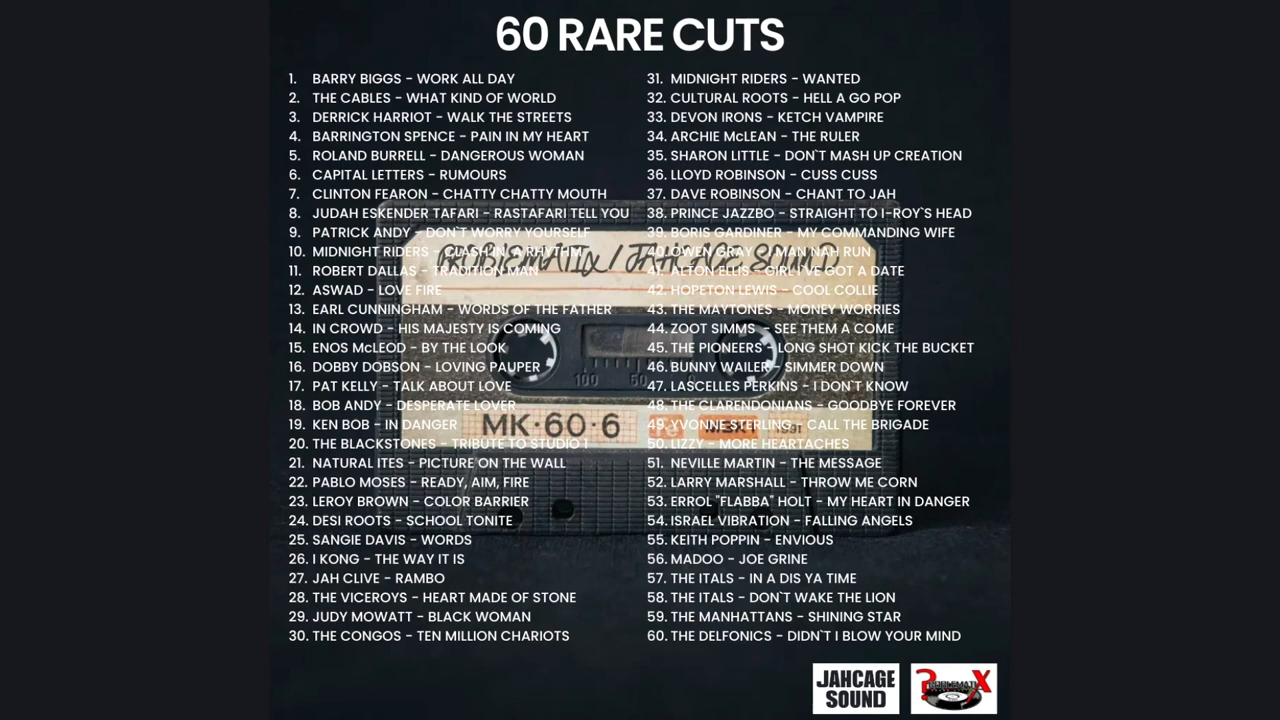 60 RARE CUTS
1. BARRY BIGGS - WORK ALL DAY
2. THE CABLES - WHAT KIND OF WORLD
3. DERRICK HARRIOT - WALK THE STREETS
4. BARRINGTON SPENCE - PAIN IN MY HEART
5. ROLAND BURRELL - DANGEROUS WOMAN
6. CAPITAL LETTERS - RUMOURS
7. CLINTON FEARON - CHATTY CHATTY MOUTH
8. JUDAH ESKENDER TAFARI - RASTAFARI TELL YOU
9. PATRICK ANDY - DON`T WORRY YOURSELF
10. MIDNIGHT RIDERS - CLASH IN A RHYTHM
11. ROBERT DALLAS - TRADITION MAN
12. ASWAD - LOVE FIRE
13. EARL CUNNINGHAM - WORDS OF THE FATHER
14. IN CROWD - HIS MAJESTY IS COMING
15. ENOS McLEOD - BY THE LOOK
16. DOBBY DOBSON - LOVING PAUPER
17. PAT KELLY - TALK ABOUT LOVE
18. BOB ANDY - DESPERATE LOVER
19. KEN BOB - IN DANGER
20. THE BLACKSTONES - TRIBUTE TO STUDIO 1
21. NATURAL ITES - PICTURE ON THE WALL
22. PABLO MOSES - READY, AIM, FIRE
23. LEROY BROWN - COLOR BARRIER
24. DESI ROOTS - SCHOOL TONITE
25. SANGIE DAVIS - WORDS
26. I KONG - THE WAY IT IS
27. JAH CLIVE - RAMBO
28. THE VICEROYS - HEART MADE OF STONE
29. JUDY MOWATT - BLACK WOMAN
30. THE CONGOS - TEN MILLION CHARIOTS
31. MIDNIGHT RIDERS - WANTED
32. CULTURAL ROOTS - HELL A GO POP
33. DEVON IRONS - KETCH VAMPIRE
34. ARCHIE McLEAN - THE RULER
35. SHARON LITTLE - DON`T MASH UP CREATION
36. LLOYD ROBINSON - CUSS CUSS
37. DAVE ROBINSON - CHANT TO JAH
38. PRINCE JAZZBO - STRAIGHT TO I-ROY`S HEAD
39. BORIS GARDINER - MY COMMANDING WIFE
40. OWEN GRAY - I MAN NAH RUN
41. ALTON ELLIS - GIRL I'VE GOT A DATE
42. HOPETON LEWIS - COOL COLLIE
43. THE MAYTONES - MONEY WORRIES
44. ZOOT SIMMS - SEE THEM A COME
45. THE PIONEERS - LONG SHOT KICK THE BUCKET
46. BUNNY WAILER - SIMMER DOWN
47. LASCELLES PERKINS - I DON`T KNOW
48. THE CLARENDONIANS - GOODBYE FOREVER
49. YVONNE STERLING - CALL THE BRIGADE
50. LIZZY - MORE HEARTACHES
51. NEVILLE MARTIN - THE MESSAGE
52. LARRY MARSHALL - THROW ME CORN
53. ERROL "FLABBA" HOLT - MY HEART IN DANGER
54. ISRAEL VIBRATION - FALLING ANGELS
55. KEITH POPPIN - ENVIOUS
56. MADOO - JOE GRINE
57. THE ITALS - IN A DIS YA TIME
58. THE ITALS - DON`T WAKE THE LION
59. THE MANHATTANS - SHINING STAR
60. THE DELFONICS - DIDN`T I BLOW YOUR MIND
PROBLEMATIX / JAHCAGE SOUND
100 50
MK·60·6
JAHCAGE
SOUND
PROBLEMATIX